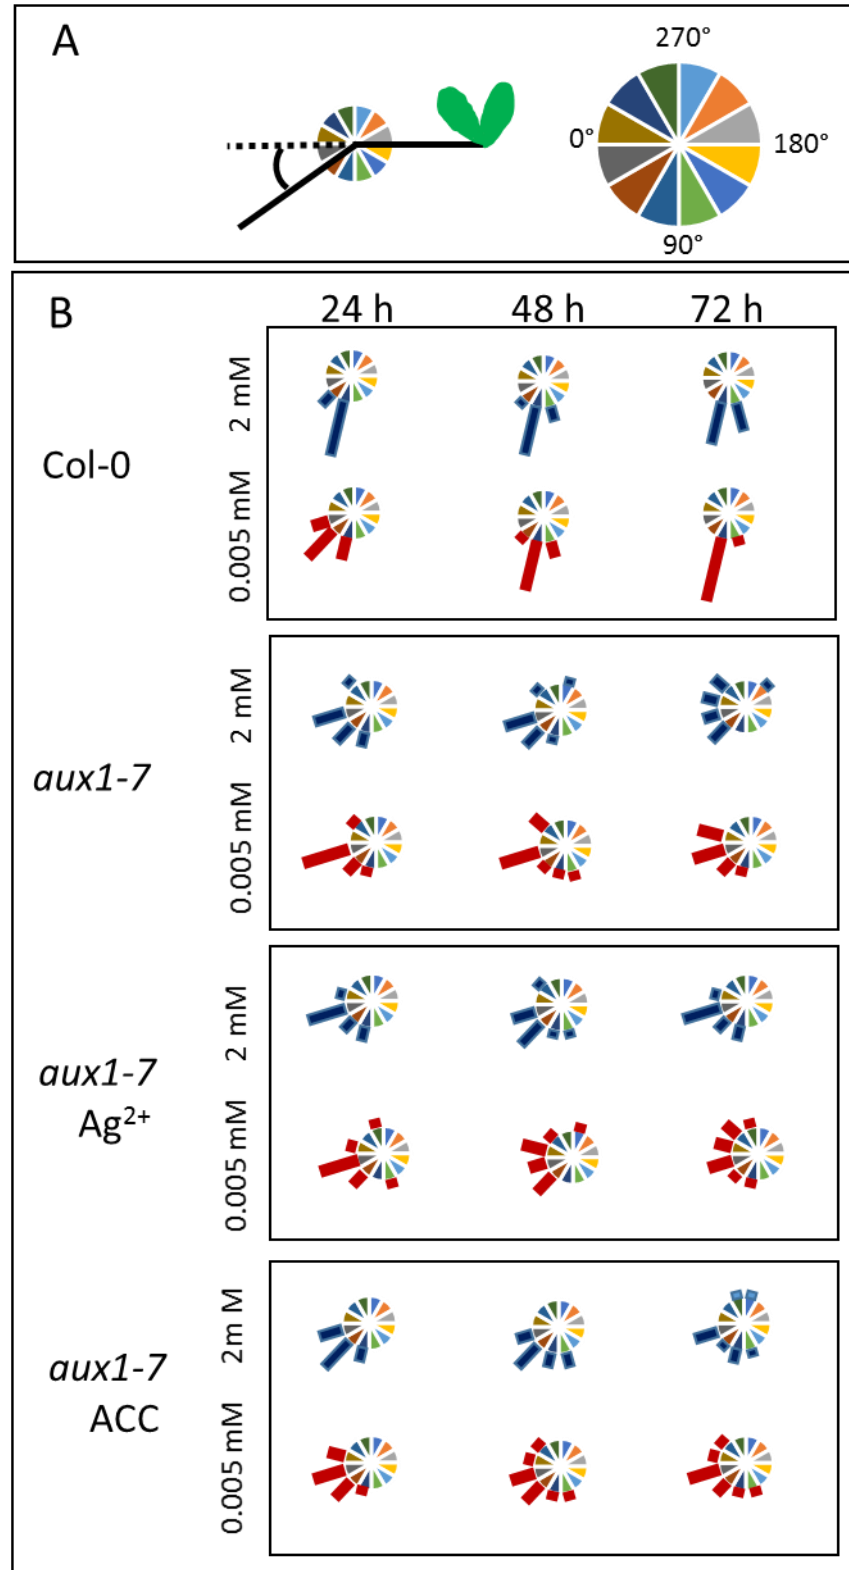 A
270°
0°
180°
90°
B
24 h
48 h
72 h
Col-0
2 mM
0.005 mM
aux1-7
2 mM
0.005 mM
aux1-7
Ag2+
2 mM
0.005 mM
aux1-7
ACC
2m M
0.005 mM